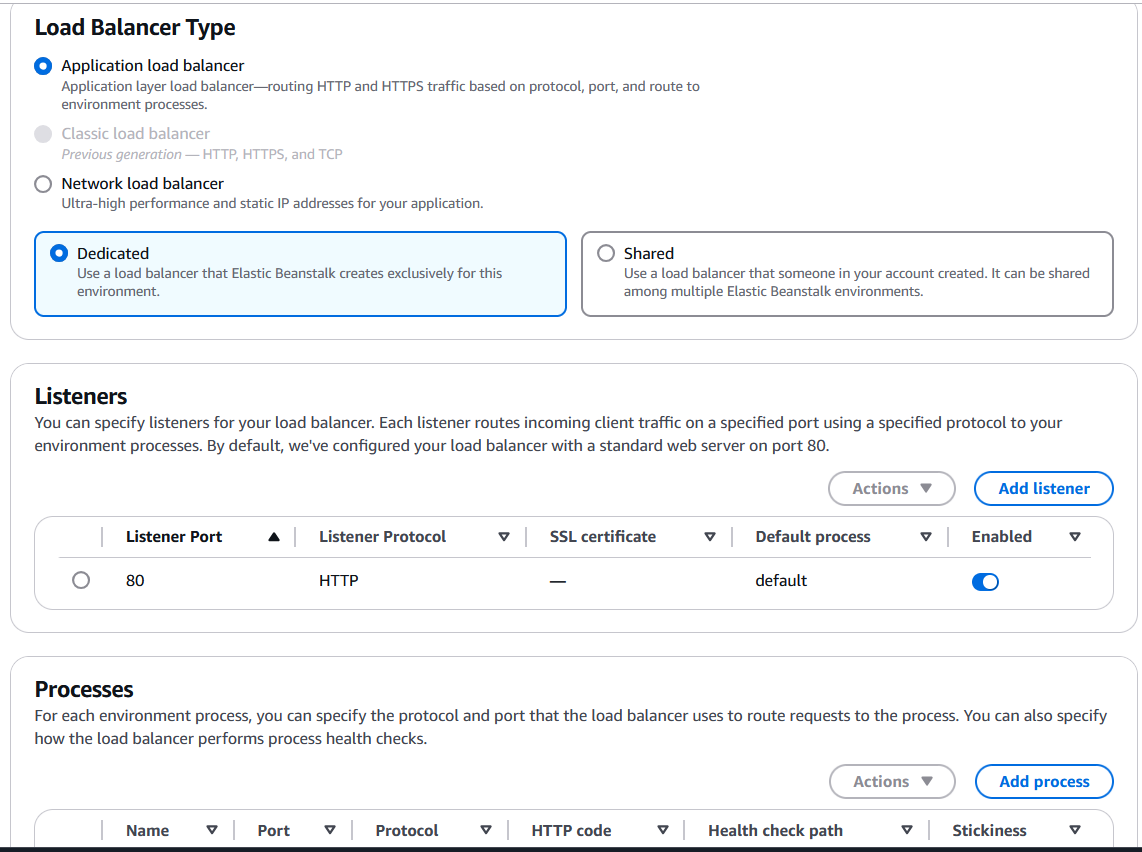 Load Balancer Type
Application load balancer
Application layer load balancer—routing HTTP and HTTPS traffic based on protocol, port, and route to
environment processes.
Classic load balancer
Previous generation — HTTP, HTTPS, and TCP
Network load balancer
Ultra-high performance and static IP addresses for your application.
Dedicated
Use a load balancer that Elastic Beanstalk creates exclusively for this
environment.
Shared
Use a load balancer that someone in your account created. It can be shared
among multiple Elastic Beanstalk environments.
Listeners
You can specify listeners for your load balancer. Each listener routes incoming client traffic on a specified port using a specified protocol to your
environment processes. By default, we've configured your load balancer with a standard web server on port 80.
Actions Add listener
Listener Port Listener Protocol SSL certificate Default process Enabled
80 HTTP — default
Processes
For each environment process, you can specify the protocol and port that the load balancer uses to route requests to the process. You can also specify
how the load balancer performs process health checks.
Actions Add process
Name Port Protocol HTTP code Health check path Stickiness